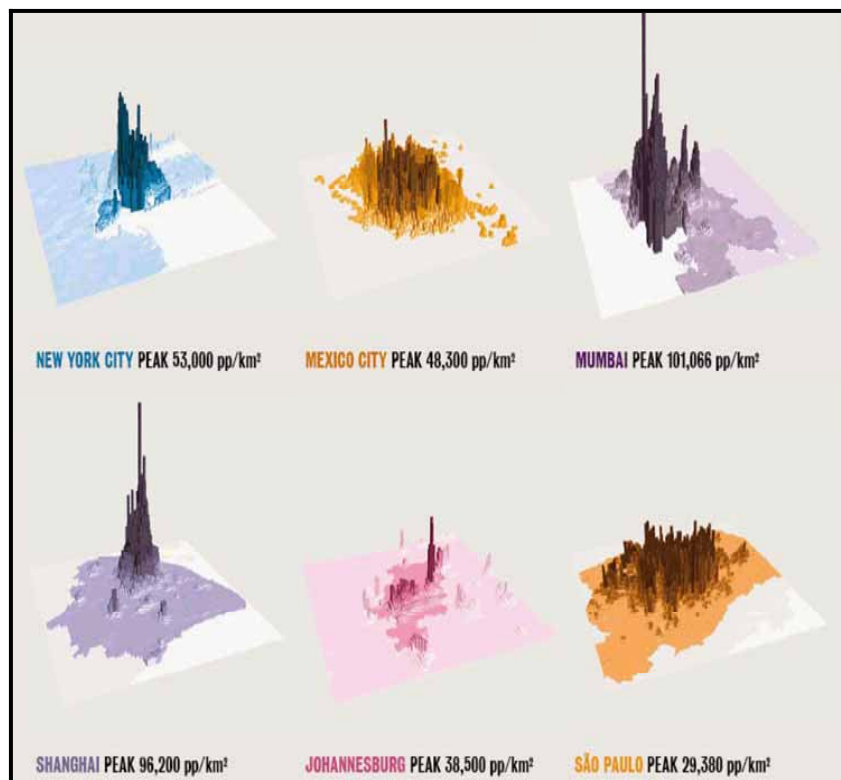 NEW YORK CITY PEAK 53,000 pp/km²
MEXICO CITY PEAK 48,300 pp/km²
MUMBAI PEAK 101,066 pp/km²
SHANGHAI PEAK 96,200 pp/km²
JOHANNESBURG PEAK 38,500 pp/km²
SÃO PAULO PEAK 29,380 pp/km²